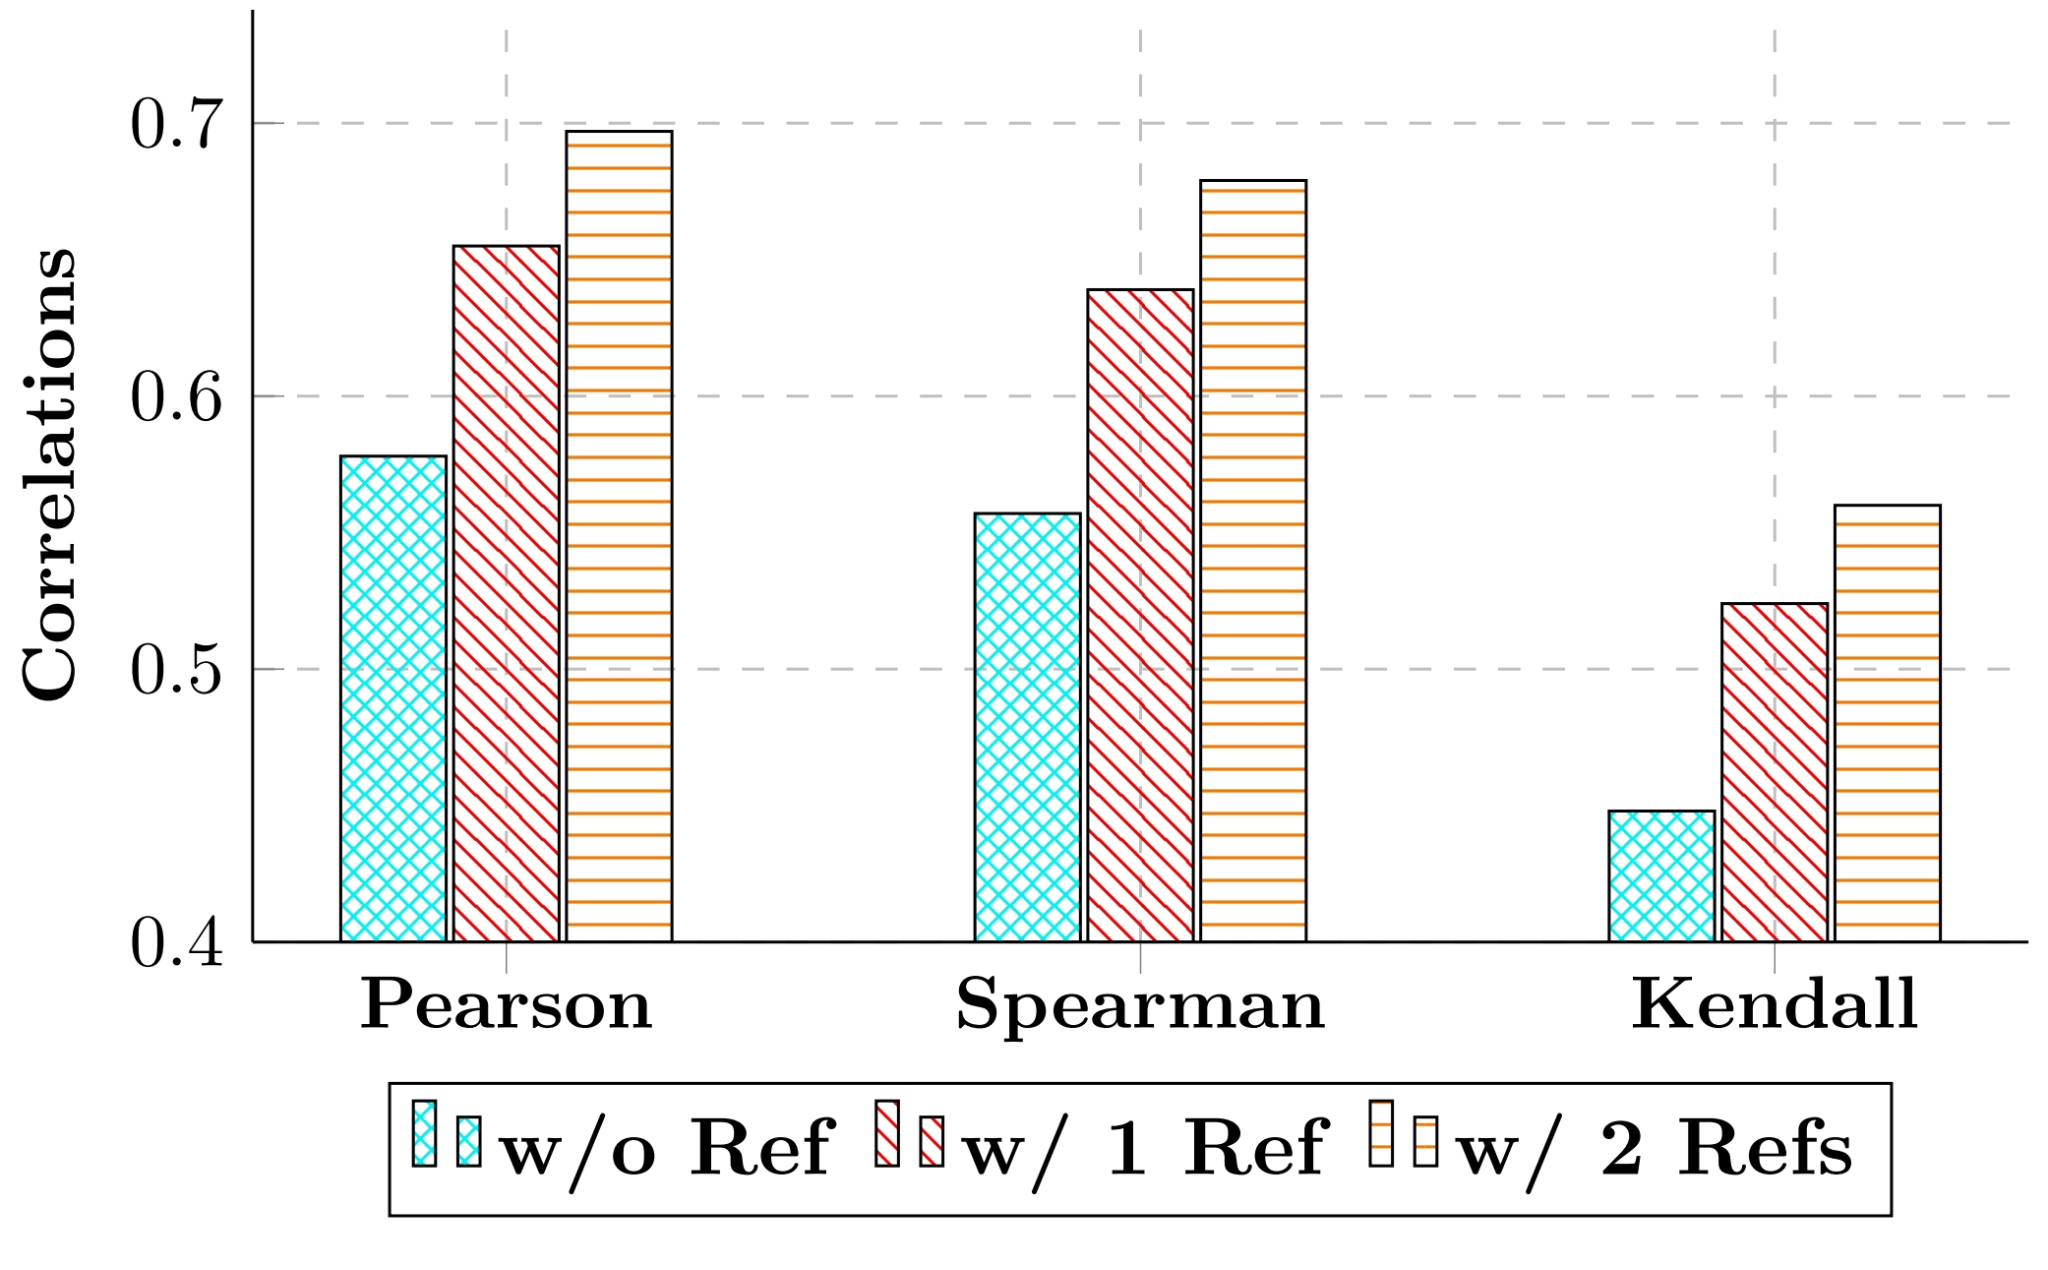 Correlations
0.7
0.6
0.5
0.4
Pearson Spearman Kendall
w/o Ref w/ 1 Ref w/ 2 Refs